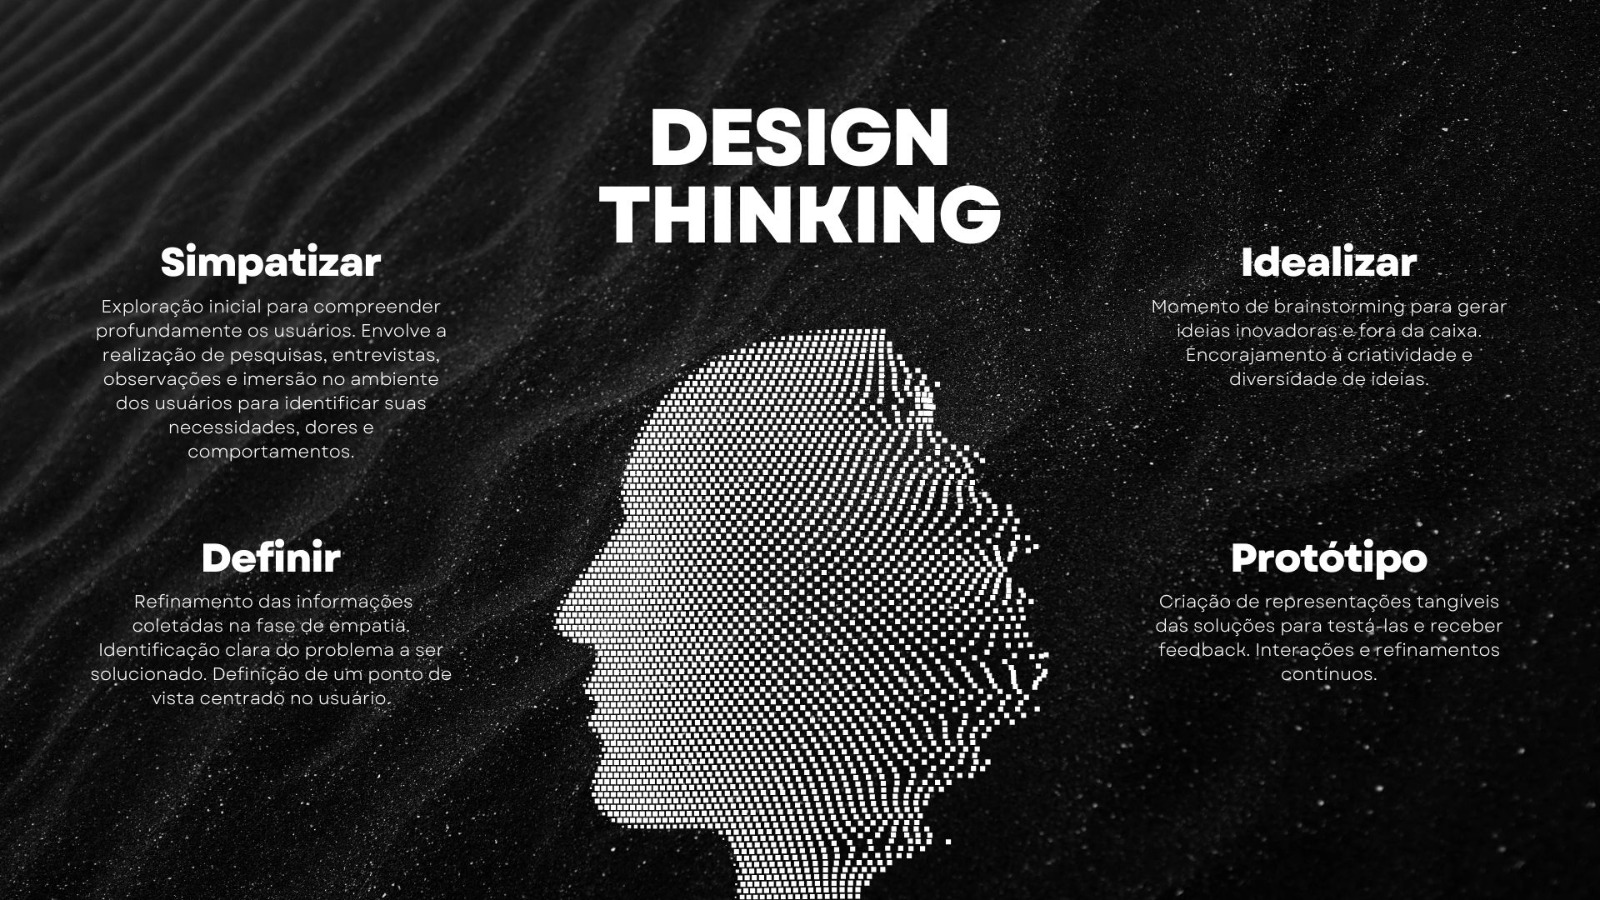 DESIGN
THINKING
Simpatizar
Exploração inicial para compreender
profundamente os usuários. Envolve a
realização de pesquisas, entrevistas,
observações e imersão no ambiente
dos usuários para identificar suas
necessidades, dores e
comportamentos.
Definir
Refinamento das informações
coletadas na fase de empatia.
Identificação clara do problema a ser
solucionado. Definição de um ponto de
vista centrado no usuário.
Idealizar
Momento de brainstorming para gerar
ideias inovadoras e fora da caixa.
Encorajamento à criatividade e
diversidade de ideias.
Protótipo
Criação de representações tangíveis
das soluções para testá-las e receber
feedback. Interações e refinamentos
contínuos.